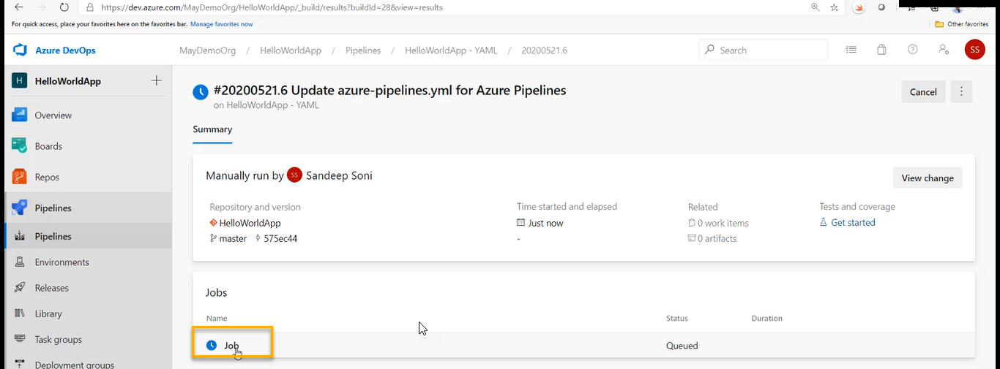 https://dev.azure.com/MayDemoOrg/HelloWorldApp/_build/results?buildId=28&view=results
For quick access, place your favorites here on the favorites bar. Manage favorites now
Other favorites
Azure DevOps
MayDemoOrg / HelloWorldApp / Pipelines / HelloWorldApp - YAML / 20200521.6
Search
SS
H HelloWorldApp
#20200521.6 Update azure-pipelines.yml for Azure Pipelines
on HelloWorldApp - YAML
Cancel
Overview
Boards
Repos
Pipelines
Pipelines
Environments
Releases
Library
Task groups
Deployment groups
Summary
Manually run by SS Sandeep Soni
View change
Repository and version
HelloWorldApp
master 575ec44
Time started and elapsed
Just now
-
Related
0 work items
0 artifacts
Tests and coverage
Get started
Jobs
Name Status Duration
Job Queued